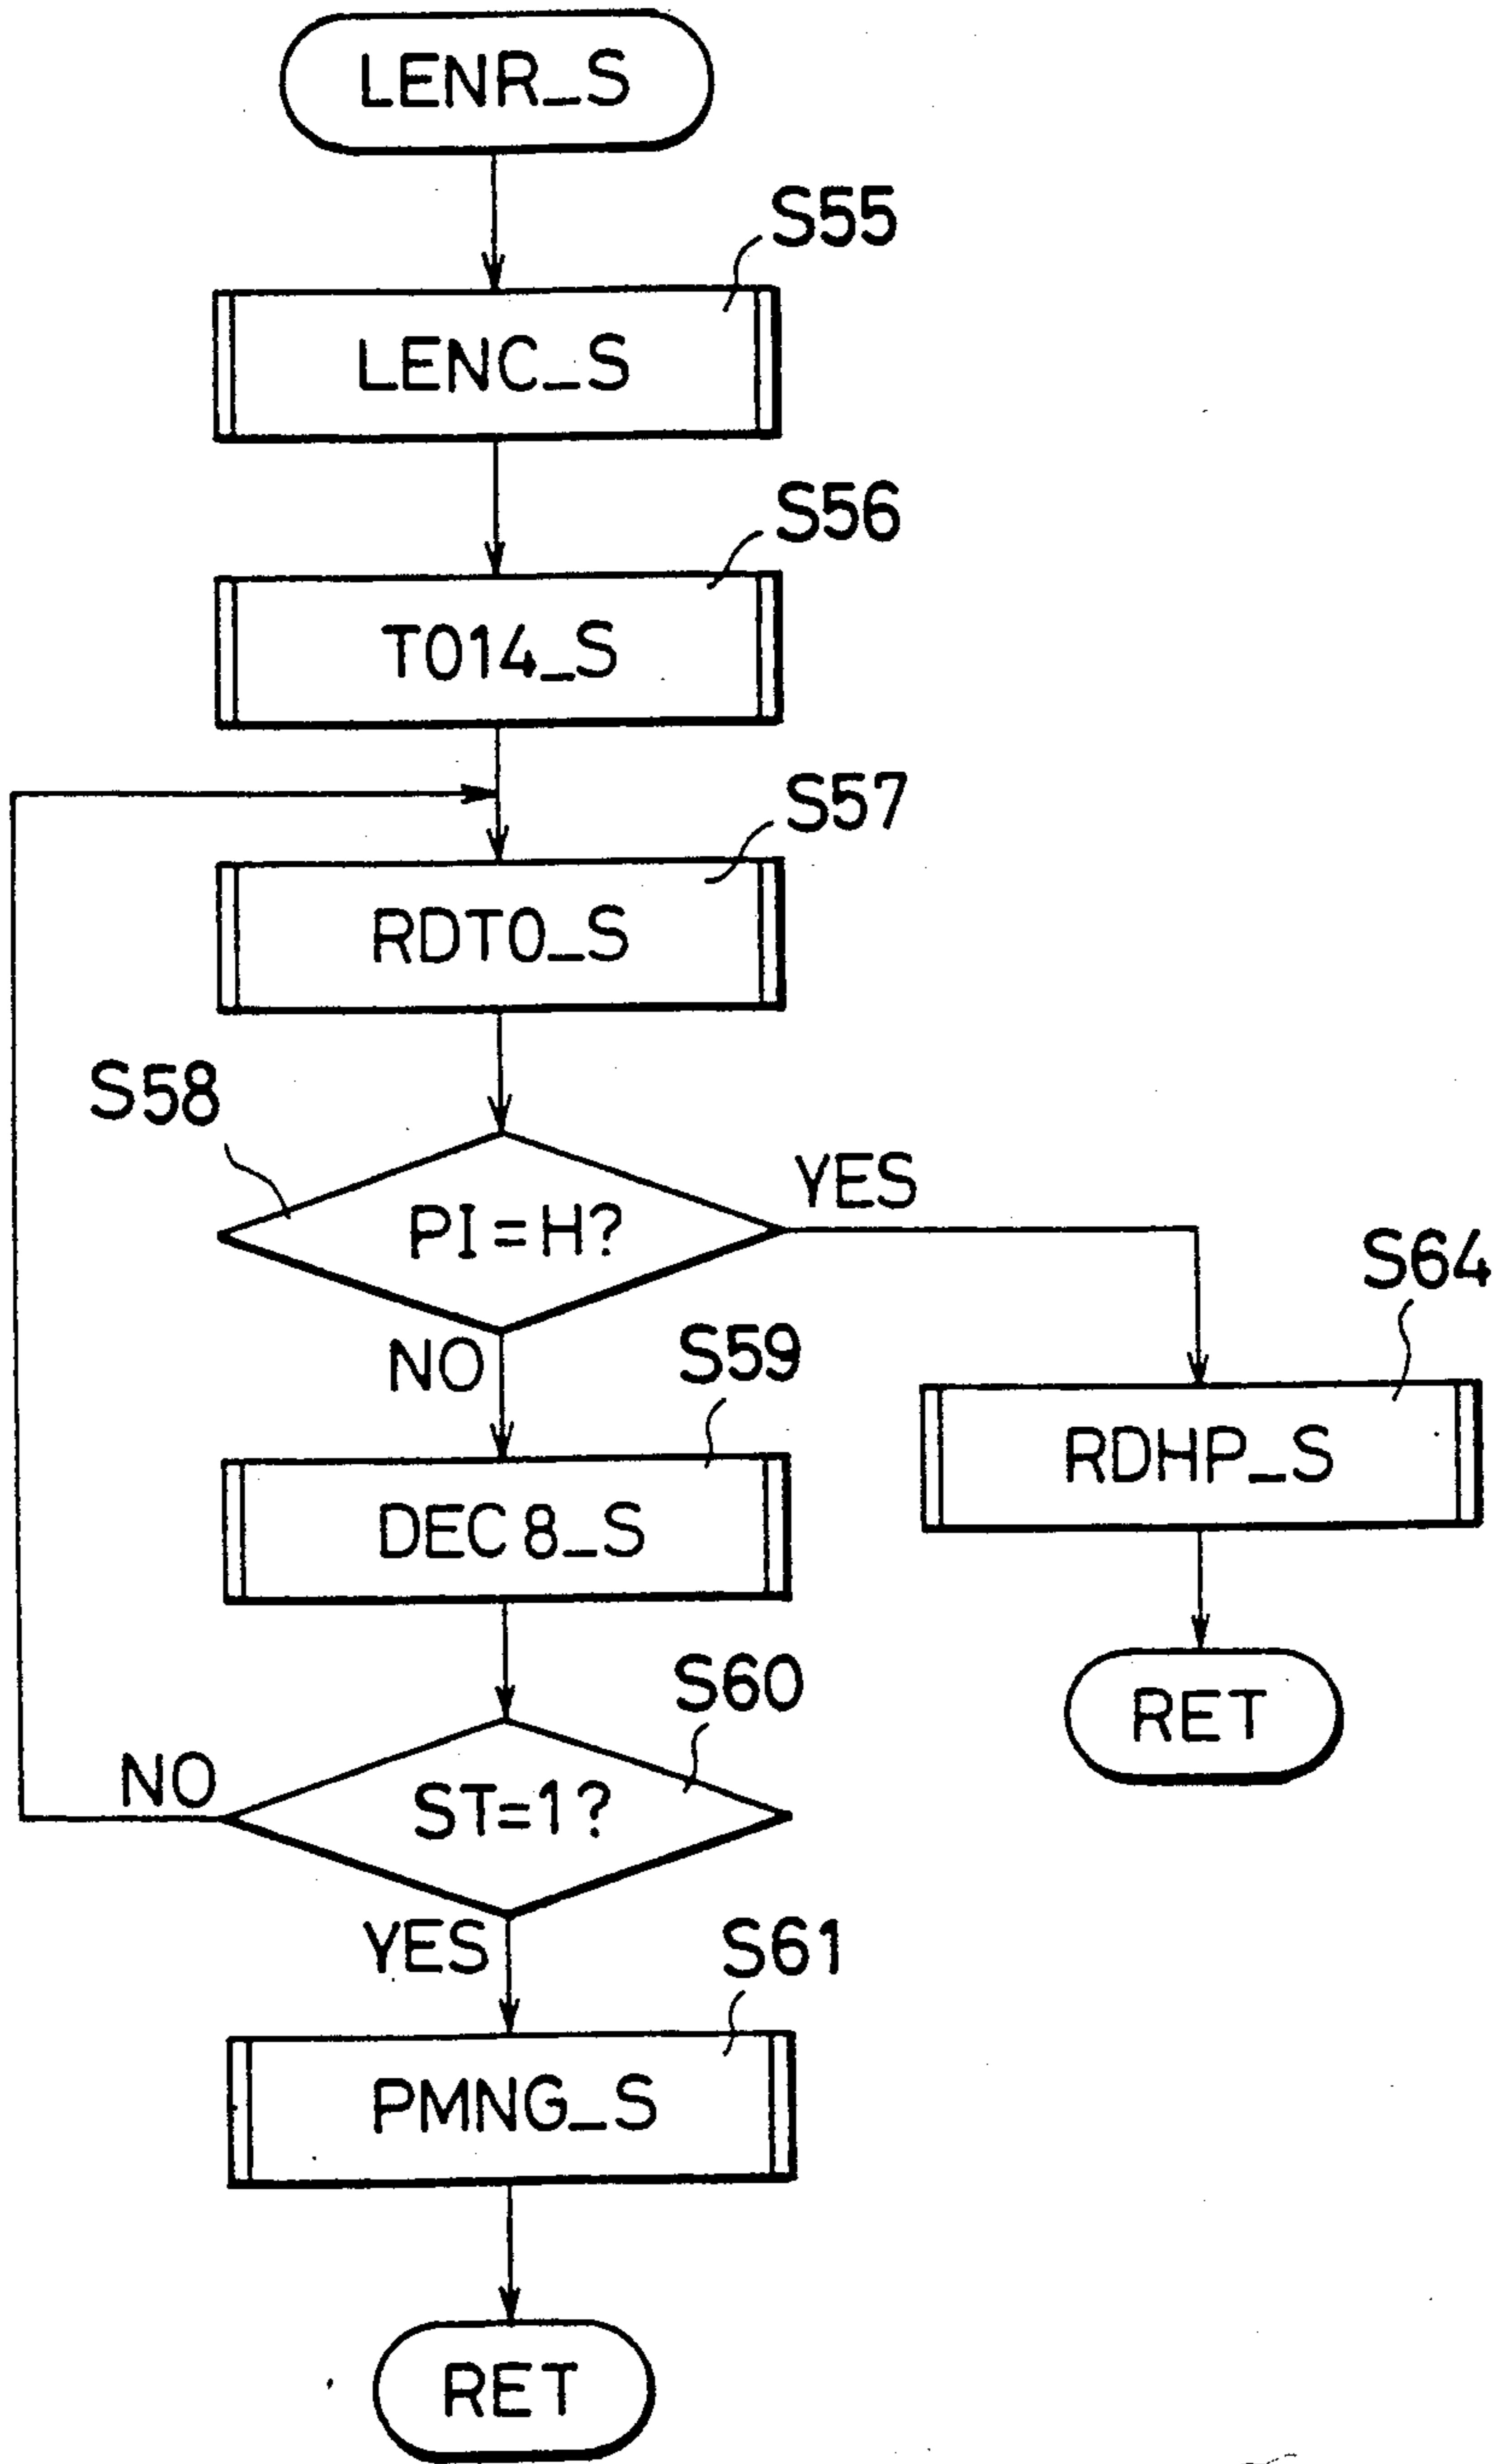 LENR_S
S55
LENC_S
S56
T014_S
S57
RDT0_S
S58
PI=H?
YES
S64
NO
S59
RDHP_S
DEC8_S
S60
RET
NO
ST=1?
YES
S61
PMNG_S
RET